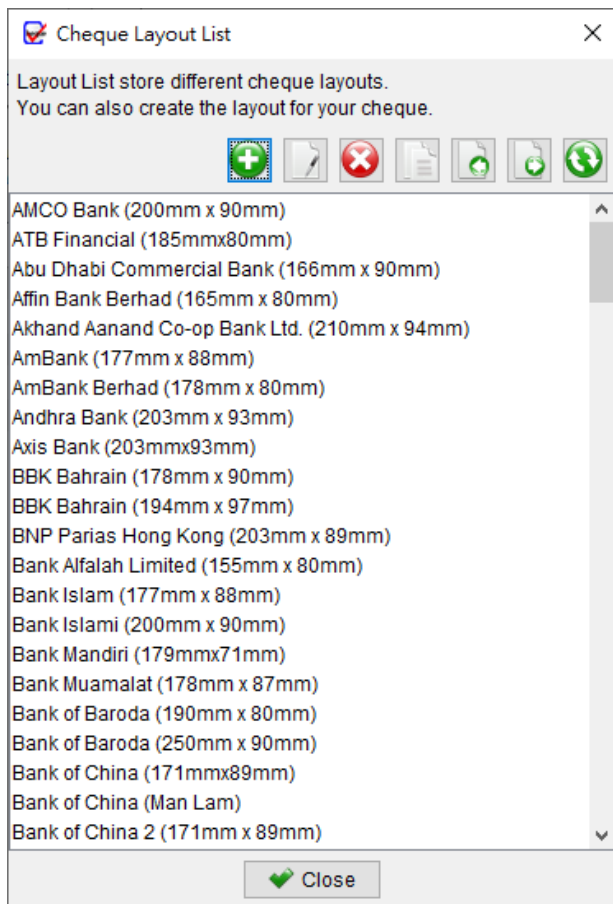 Cheque Layout List
Layout List store different cheque layouts.
You can also create the layout for your cheque.
AMCO Bank (200mm x 90mm)
ATB Financial (185mmx80mm)
Abu Dhabi Commercial Bank (166mm x 90mm)
Affin Bank Berhad (165mm x 80mm)
Akhand Aanand Co-op Bank Ltd. (210mm x 94mm)
AmBank (177mm x 88mm)
AmBank Berhad (178mm x 80mm)
Andhra Bank (203mm x 93mm)
Axis Bank (203mmx93mm)
BBK Bahrain (178mm x 90mm)
BBK Bahrain (194mm x 97mm)
BNP Parias Hong Kong (203mm x 89mm)
Bank Alfalah Limited (155mm x 80mm)
Bank Islam (177mm x 88mm)
Bank Islami (200mm x 90mm)
Bank Mandiri (179mmx71mm)
Bank Muamalat (178mm x 87mm)
Bank of Baroda (190mm x 80mm)
Bank of Baroda (250mm x 90mm)
Bank of China (171mmx89mm)
Bank of China (Man Lam)
Bank of China 2 (171mm x 89mm)
Close